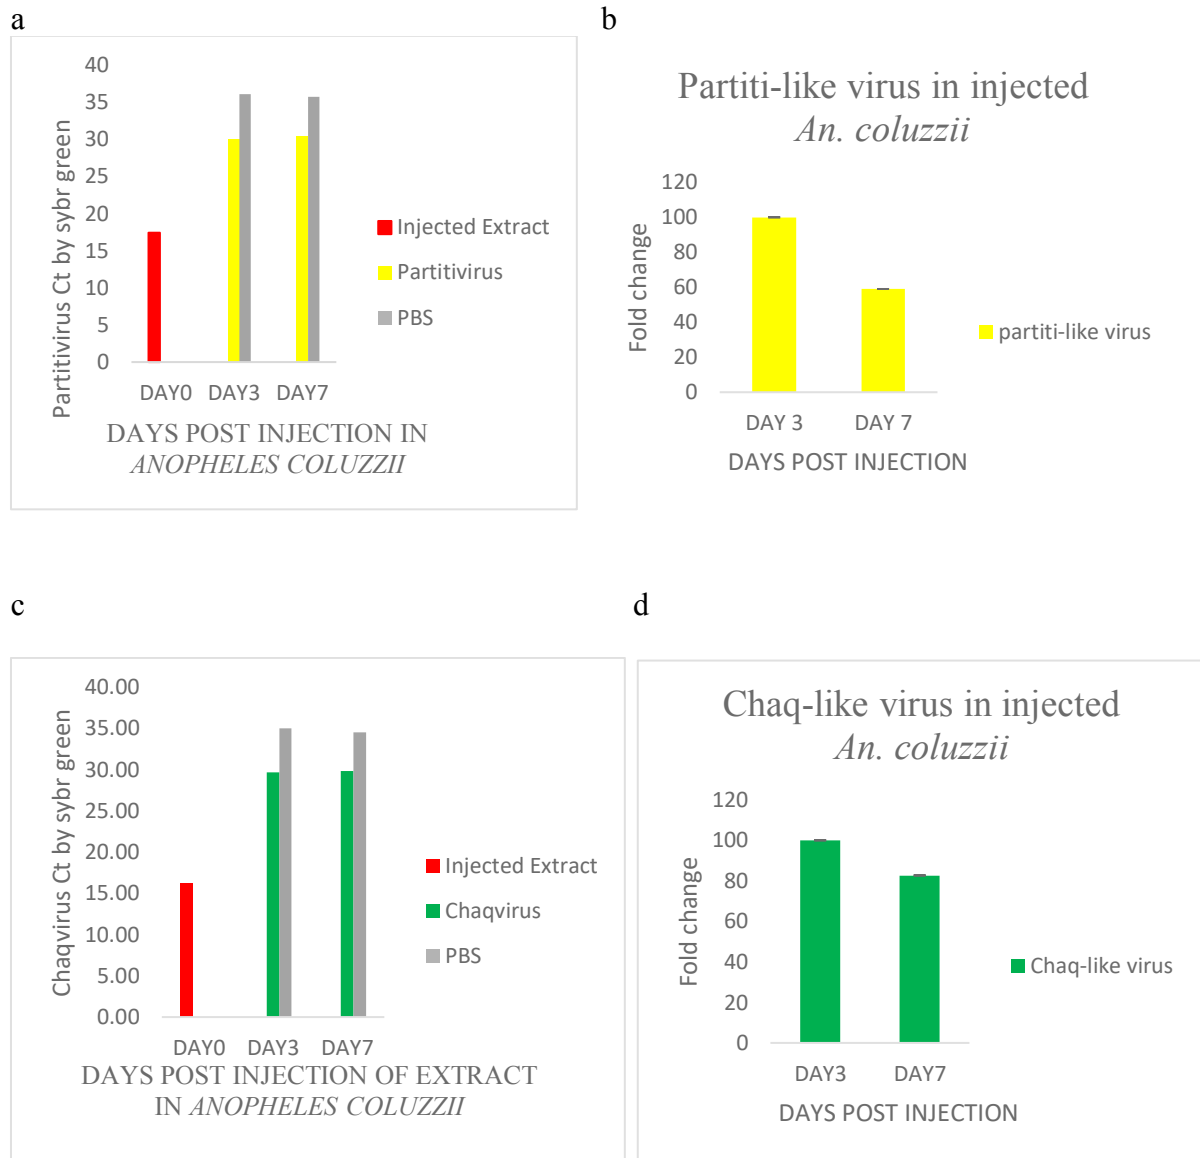 a
40
35
30
25
20
15
10
5
0
Partitivirus Ct by sybr green
DAY0 DAY3 DAY7
DAYS POST INJECTION IN
ANOPHELES COLUZZII
Injected Extract
Partitivirus
PBS
b
Partiti-like virus in injected
An. coluzzii
120
100
80
60
40
20
0
Fold change
DAY 3 DAY 7
DAYS POST INJECTION
partiti-like virus
c
40.00
35.00
30.00
25.00
20.00
15.00
10.00
5.00
0.00
Chaqvirus Ct by sybr green
DAY0 DAY3 DAY7
DAYS POST INJECTION OF EXTRACT
IN ANOPHELES COLUZZII
Injected Extract
Chaqvirus
PBS
d
Chaq-like virus in injected
An. coluzzii
120
100
80
60
40
20
0
Fold change
DAY3 DAY7
DAYS POST INJECTION
Chaq-like virus